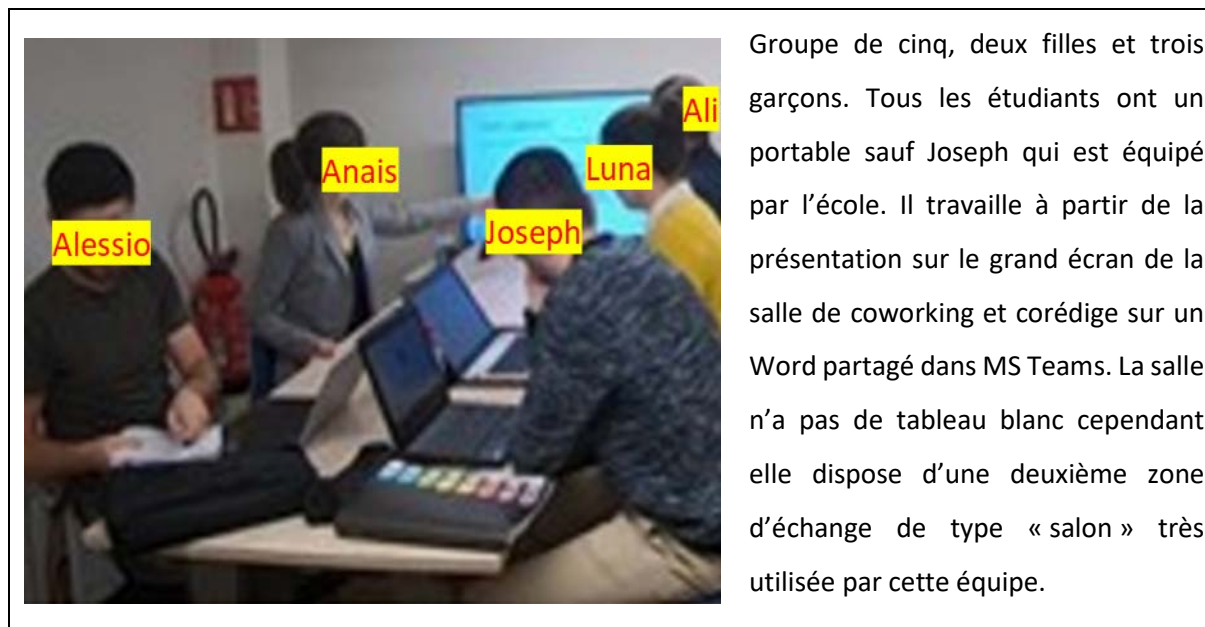 Alessio
Anais
Joseph
Luna
Ali
Groupe de cinq, deux filles et trois
garçons. Tous les étudiants ont un
portable sauf Joseph qui est équipé
par l’école. Il travaille à partir de la
présentation sur le grand écran de la
salle de coworking et corédige sur un
Word partagé dans MS Teams. La salle
n’a pas de tableau blanc cependant
elle dispose d’une deuxième zone
d’échange de type « salon » très
utilisée par cette équipe.